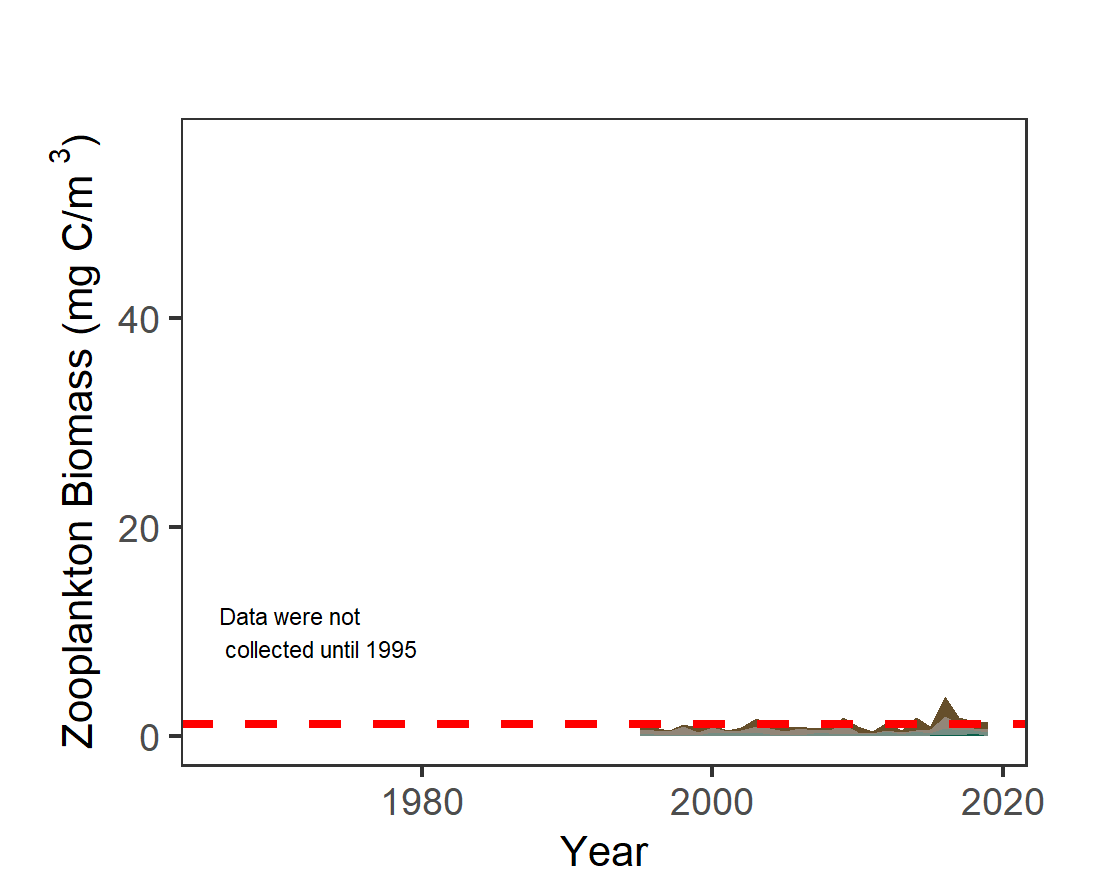 Zooplankton Biomass (mg C/m ³)
40
20
0
Data were not
collected until 1995
1980 2000 2020
Year